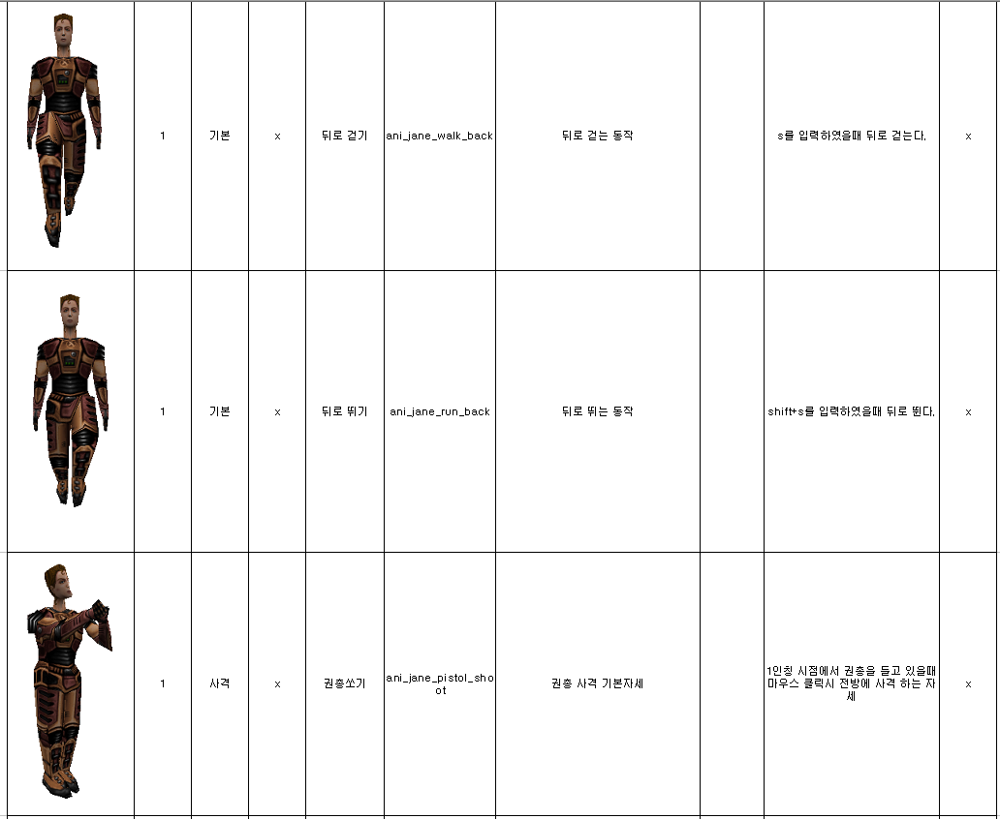 1
기본
x
뒤로 걷기
ani_jane_walk_back
뒤로 걷는 동작
s를 입력하였을때 뒤로 걷는다.
x
1
기본
x
뒤로 뛰기
ani_jane_run_back
뒤로 뛰는 동작
shift+s를 입력하였을때 뒤로 뛴다.
x
1
사격
x
권총쏘기
ani_jane_pistol_sho
ot
권총 사격 기본자세
1인칭 시점에서 권총을 들고 있을때
마우스 클릭시 전방에 사격 하는 자
세
x